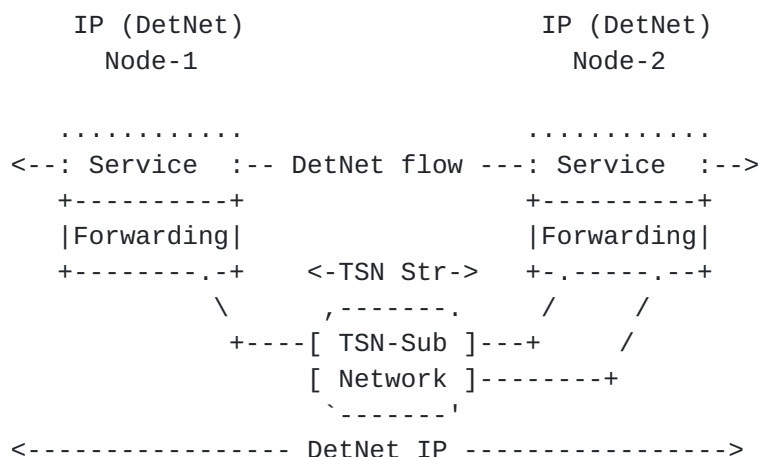 IP (DetNet)                   IP (DetNet)
Node-1                        Node-2
............                  ............
<--: Service  :-- DetNet flow ---: Service  :-->
+----------+                  +----------+
|Forwarding|                  |Forwarding|
+--------.-+    <-TSN Str->   +-.-----.--+
\      ,-------.      /     /
+----[ TSN-Sub ]---+     /
[ Network ]--------+
`-------'
<----------------- DetNet IP ----------------->